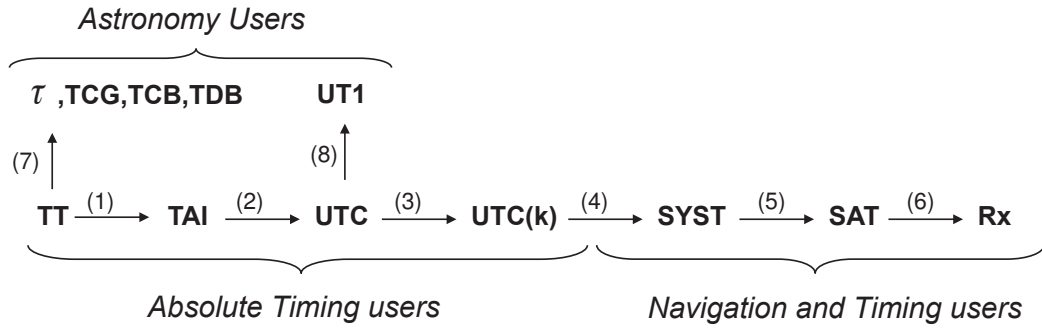 Astronomy Users
τ ,TCG,TCB,TDB UT1
(7) (8)
TT (1) TAI (2) UTC (3) UTC(k) (4) SYST (5) SAT (6) Rx
Absolute Timing users Navigation and Timing users